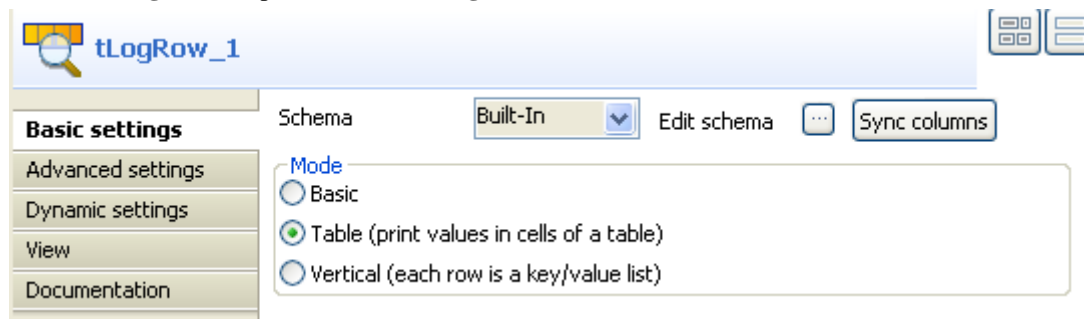 tLogRow_1
Basic settings
Advanced settings
Dynamic settings
View
Documentation
Schema Built-In Edit schema ... Sync columns
Mode
Basic
Table (print values in cells of a table)
Vertical (each row is a key/value list)